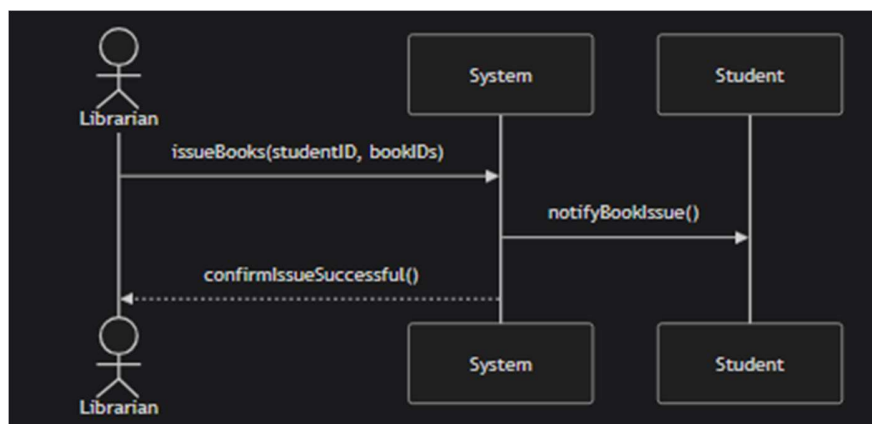 System
Student
Librarian
issueBooks(studentID, bookIDs)
notifyBookIssue()
confirmIssueSuccessful()
System
Student
Librarian